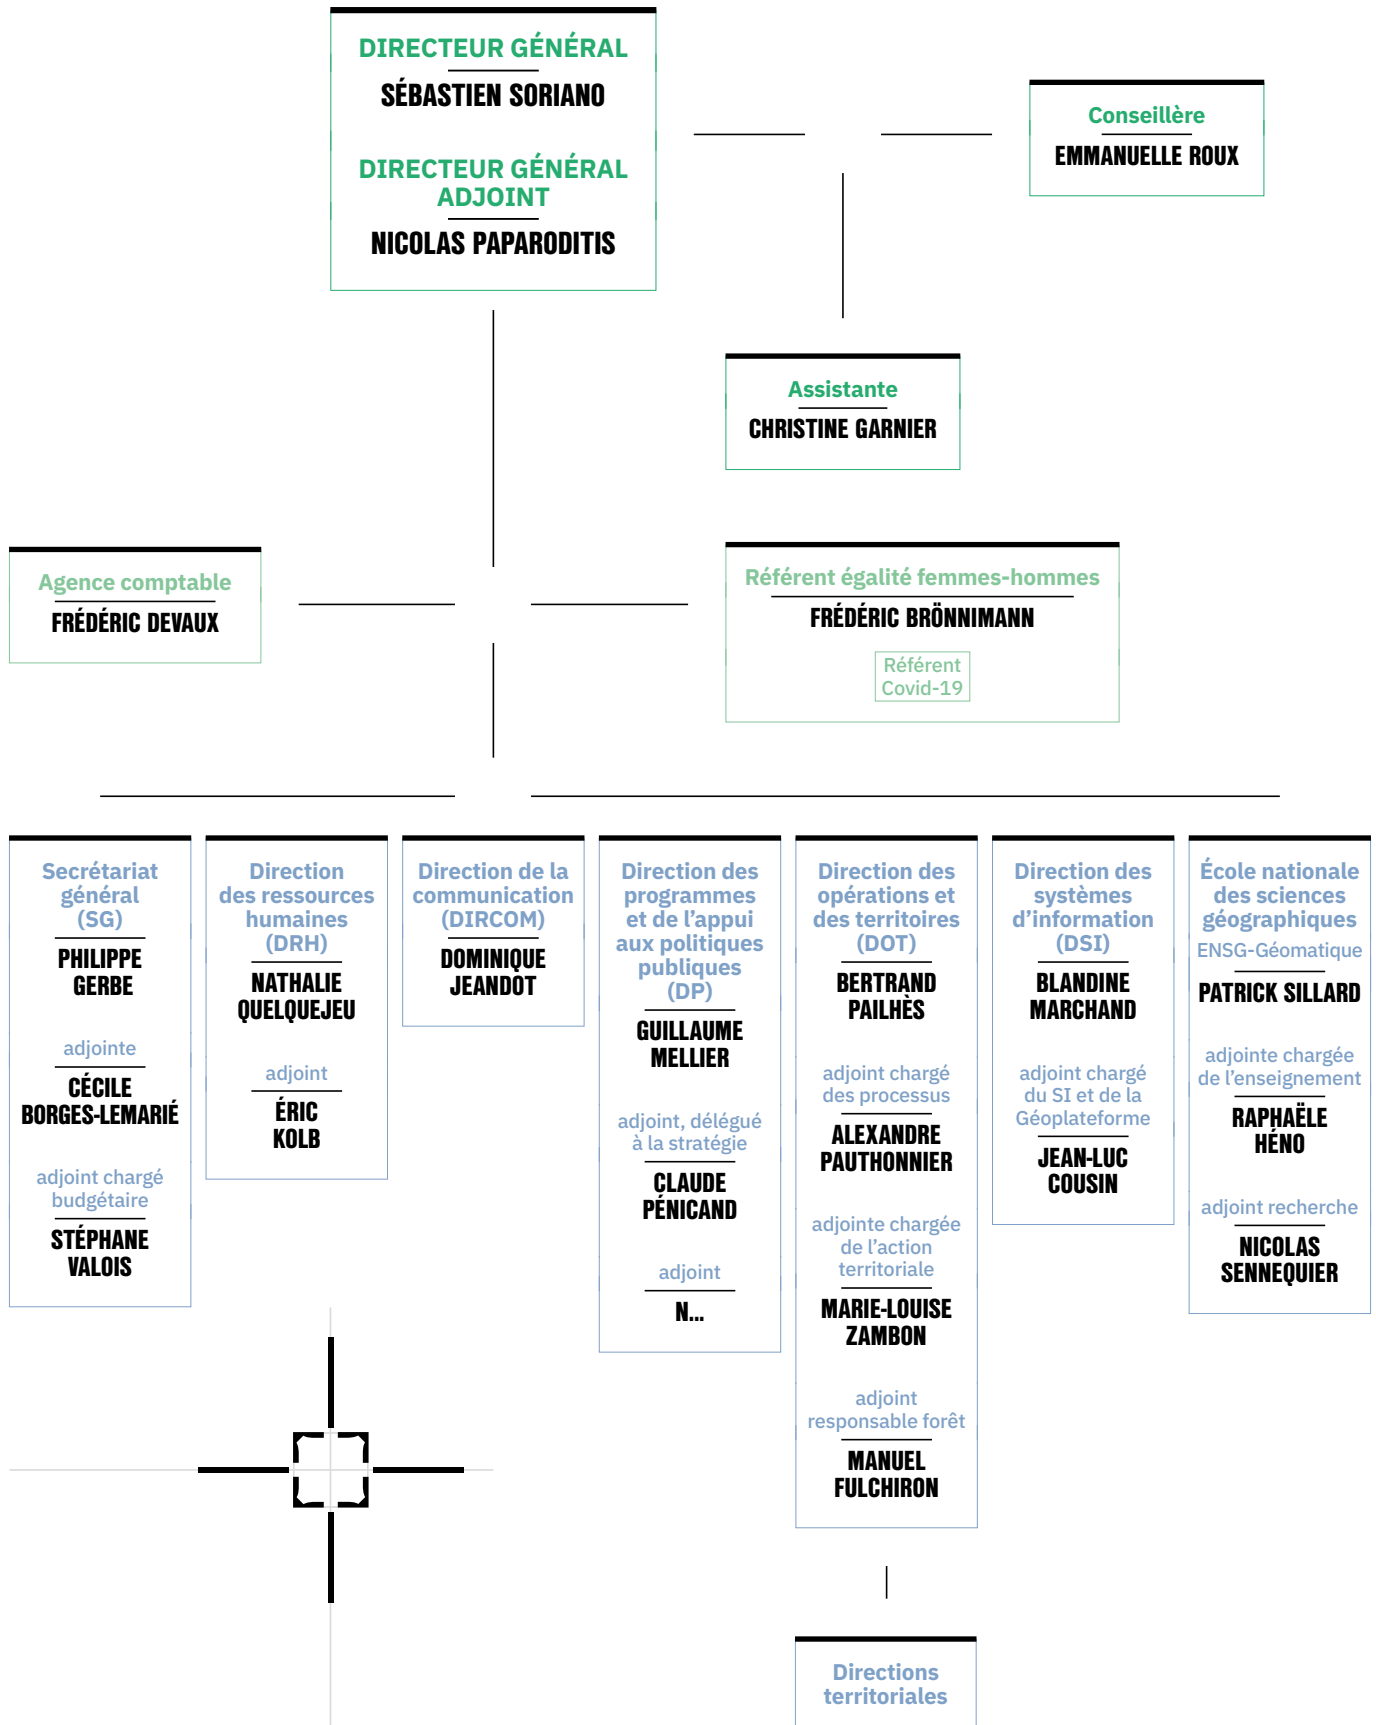 DIRECTEUR GÉNÉRAL
SÉBASTIEN SORIANO
DIRECTEUR GÉNÉRAL
ADJOINT
NICOLAS PAPARODITIS
Conseillère
EMMANUELLE ROUX
Assistante
CHRISTINE GARNIER
Agence comptable
FRÉDÉRIC DEVAUX
Référent égalité femmes-hommes
FRÉDÉRIC BRÖNNIMANN
Référent
Covid-19
Secrétariat
général
(SG)
PHILIPPE
GERBE
adjointe
CÉCILE
BORGES-LEMARIÉ
adjoint chargé
budgétaire
STÉPHANE
VALOIS
Direction
des ressources
humaines
(DRH)
NATHALIE
QUELQUEJEU
adjoint
ÉRIC
KOLB
Direction de la
communication
(DIRCOM)
DOMINIQUE
JEANDOT
Direction des
programmes
et de l’appui
aux politiques
publiques
(DP)
GUILLAUME
MELLIER
adjoint, délégué
à la stratégie
CLAUDE
PÉNICAND
adjoint
N...
Direction des
opérations et
des territoires
(DOT)
BERTRAND
PAILHÈS
adjoint chargé
des processus
ALEXANDRE
PAUTHONNIER
adjointe chargée
de l’action
territoriale
MARIE-LOUISE
ZAMBON
adjoint
responsable forêt
MANUEL
FULCHIRON
Direction des
systèmes
d’information
(DSI)
BLANDINE
MARCHAND
adjoint chargé
du SI et de la
Géoplateforme
JEAN-LUC
COUSIN
École nationale
des sciences
géographiques
ENSG-Géomatique
PATRICK SILLARD
adjointe chargée
de l’enseignement
RAPHAËLE
HÉNO
adjoint recherche
NICOLAS
SENNEQUIER
Directions
territoriales